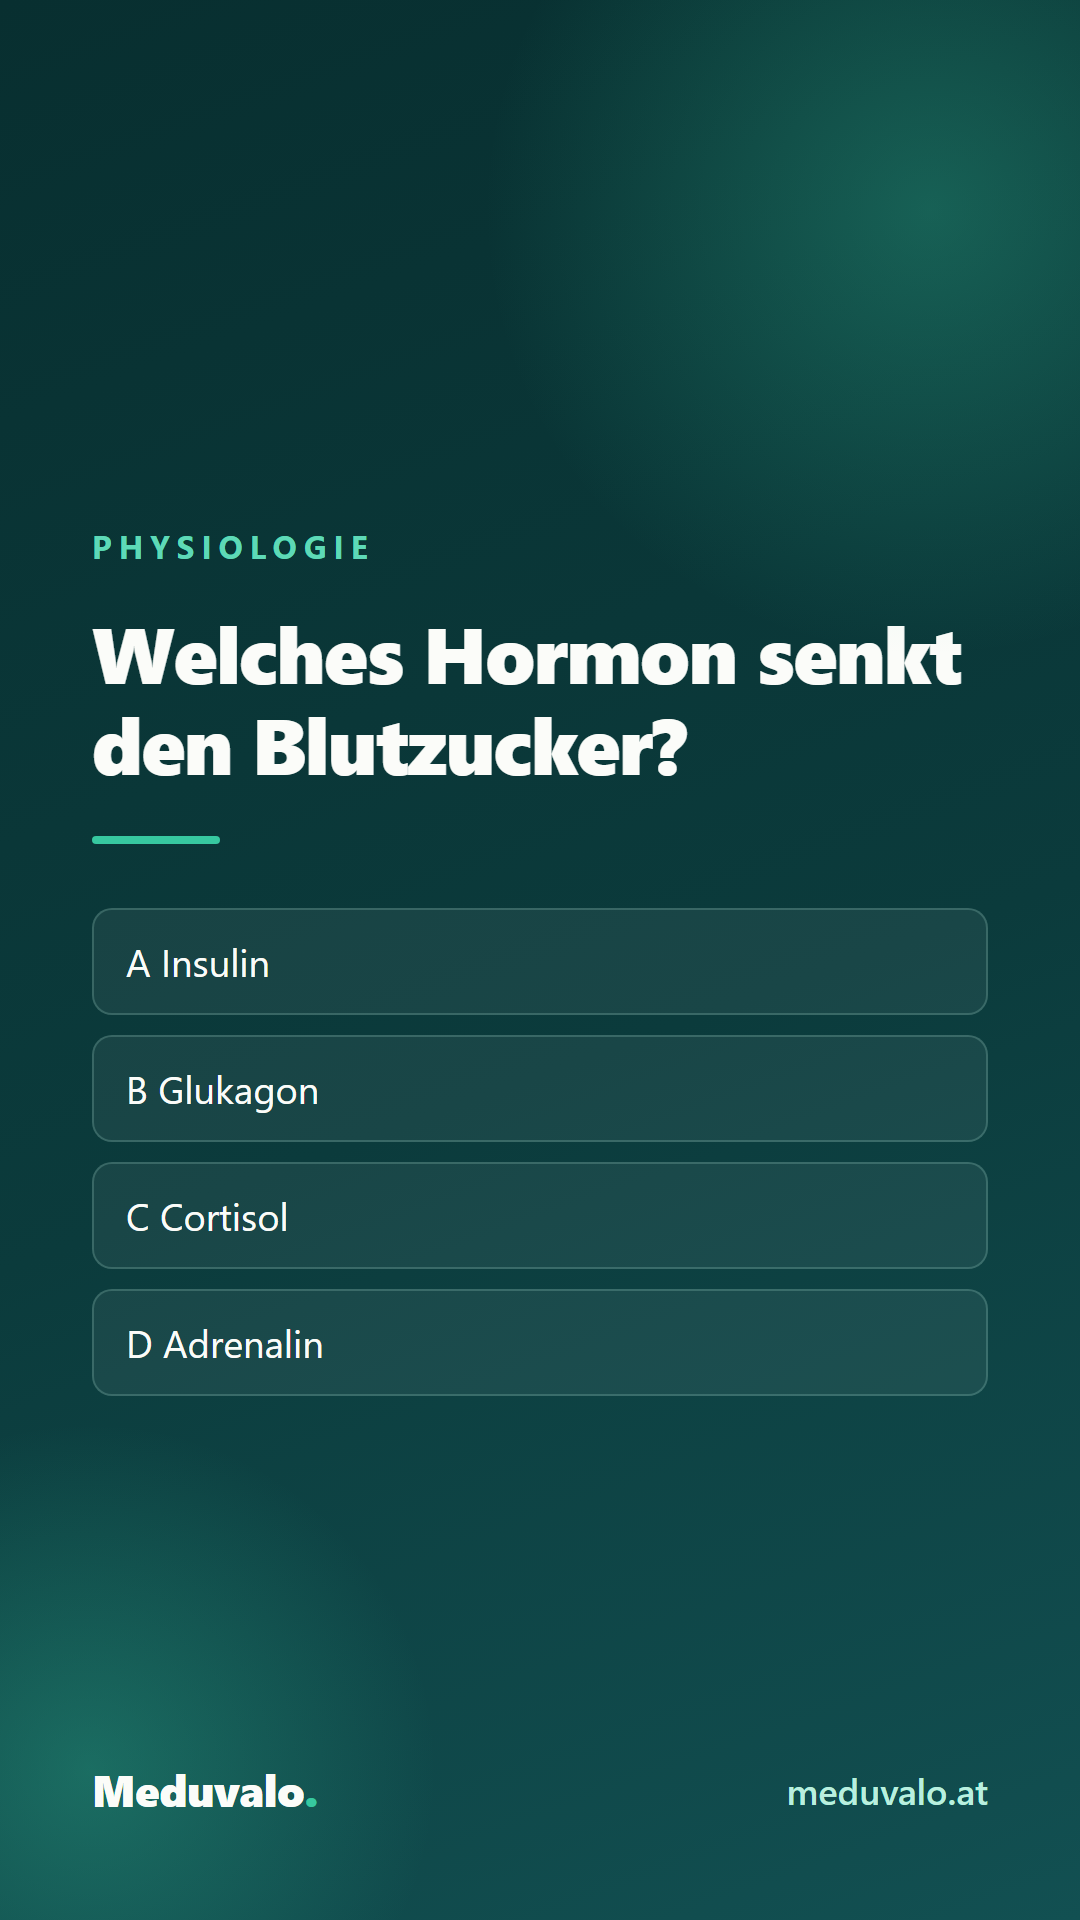 PHYSIOLOGIE
Welches Hormon senkt
den Blutzucker?
A Insulin
B Glukagon
C Cortisol
D Adrenalin
Meduvalo.
meduvalo.at